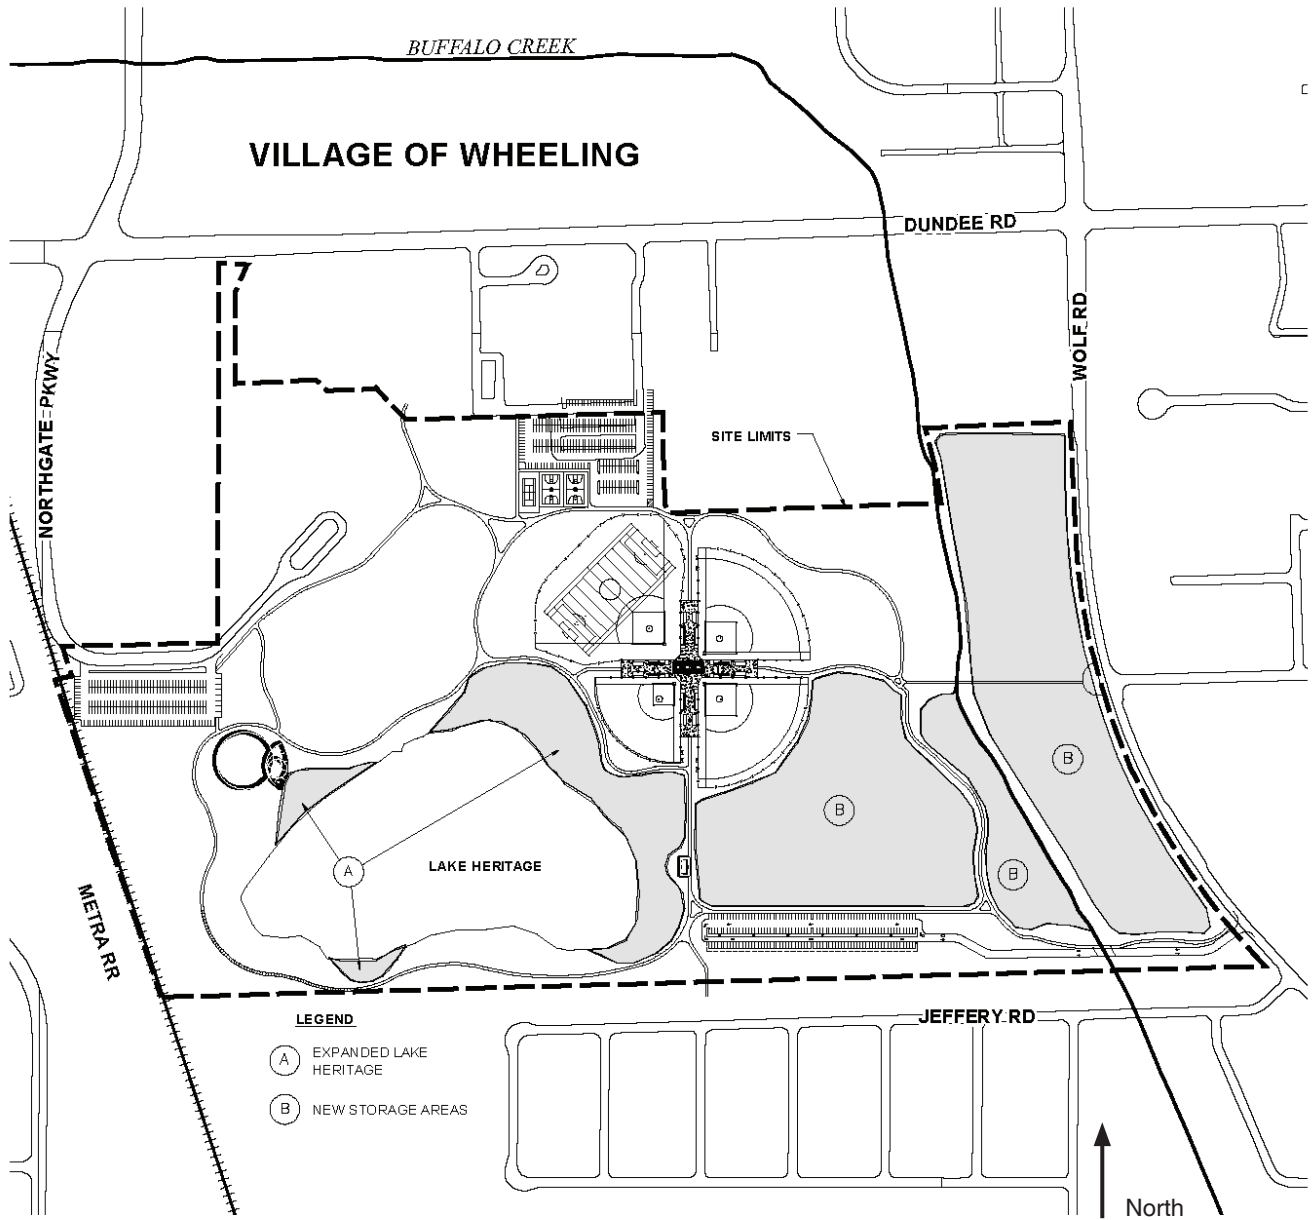 BUFFALO CREEK
VILLAGE OF WHEELING
DUNDEE RD
WOLF RD
NORTHGATE PKWY
SITE LIMITS
B
B
B
A
LAKE HERITAGE
METRA RR
JEFFERY RD
LEGEND
A EXPANDED LAKE
HERITAGE
B NEW STORAGE AREAS
North